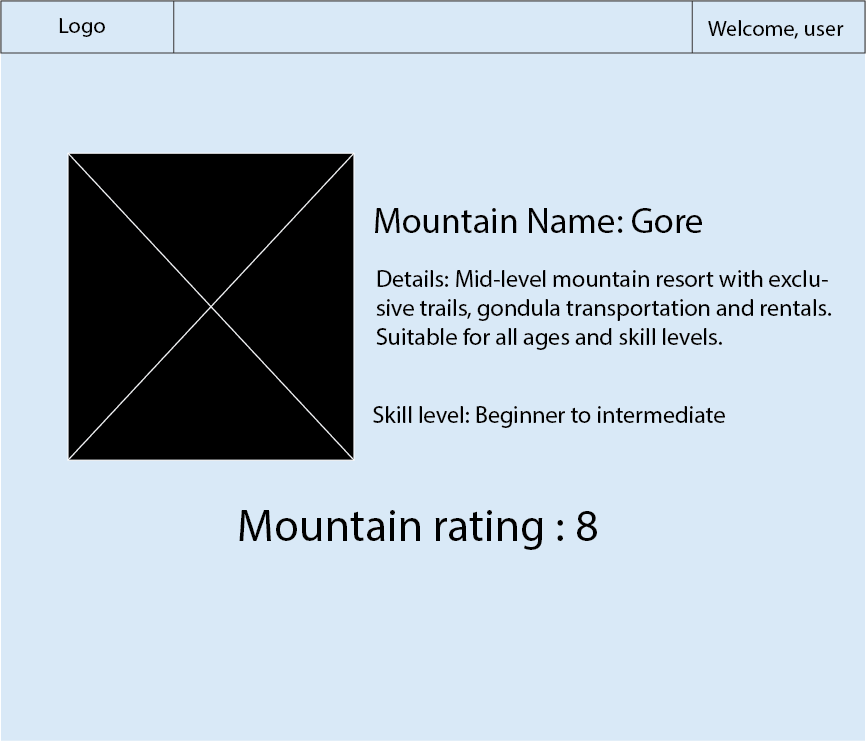 Logo
Welcome, user
Mountain Name: Gore
Details: Mid-level mountain resort with exclu-
sive trails, gondula transportation and rentals.
Suitable for all ages and skill levels.
Skill level: Beginner to intermediate
Mountain rating : 8